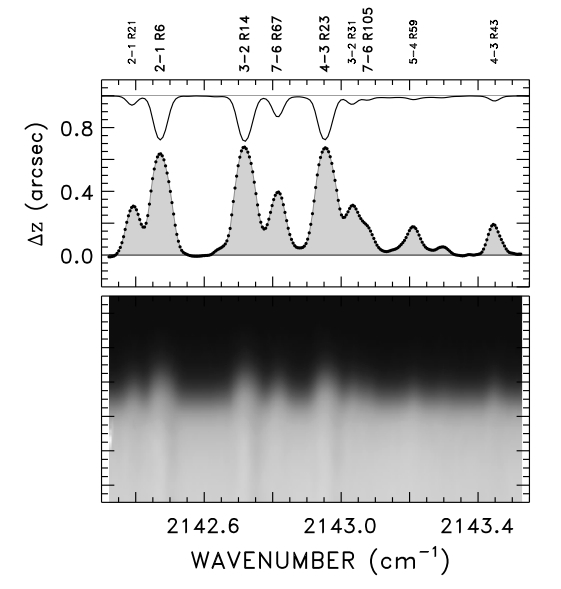 2-1 R21
2-1 R6
3-2 R14
7-6 R67
4-3 R23
3-2 R31
7-6 R105
5-4 R59
4-3 R43
Δz (arcsec)
0.8
0.4
0.0
2142.6 2143.0 2143.4
WAVENUMBER (cm⁻¹)